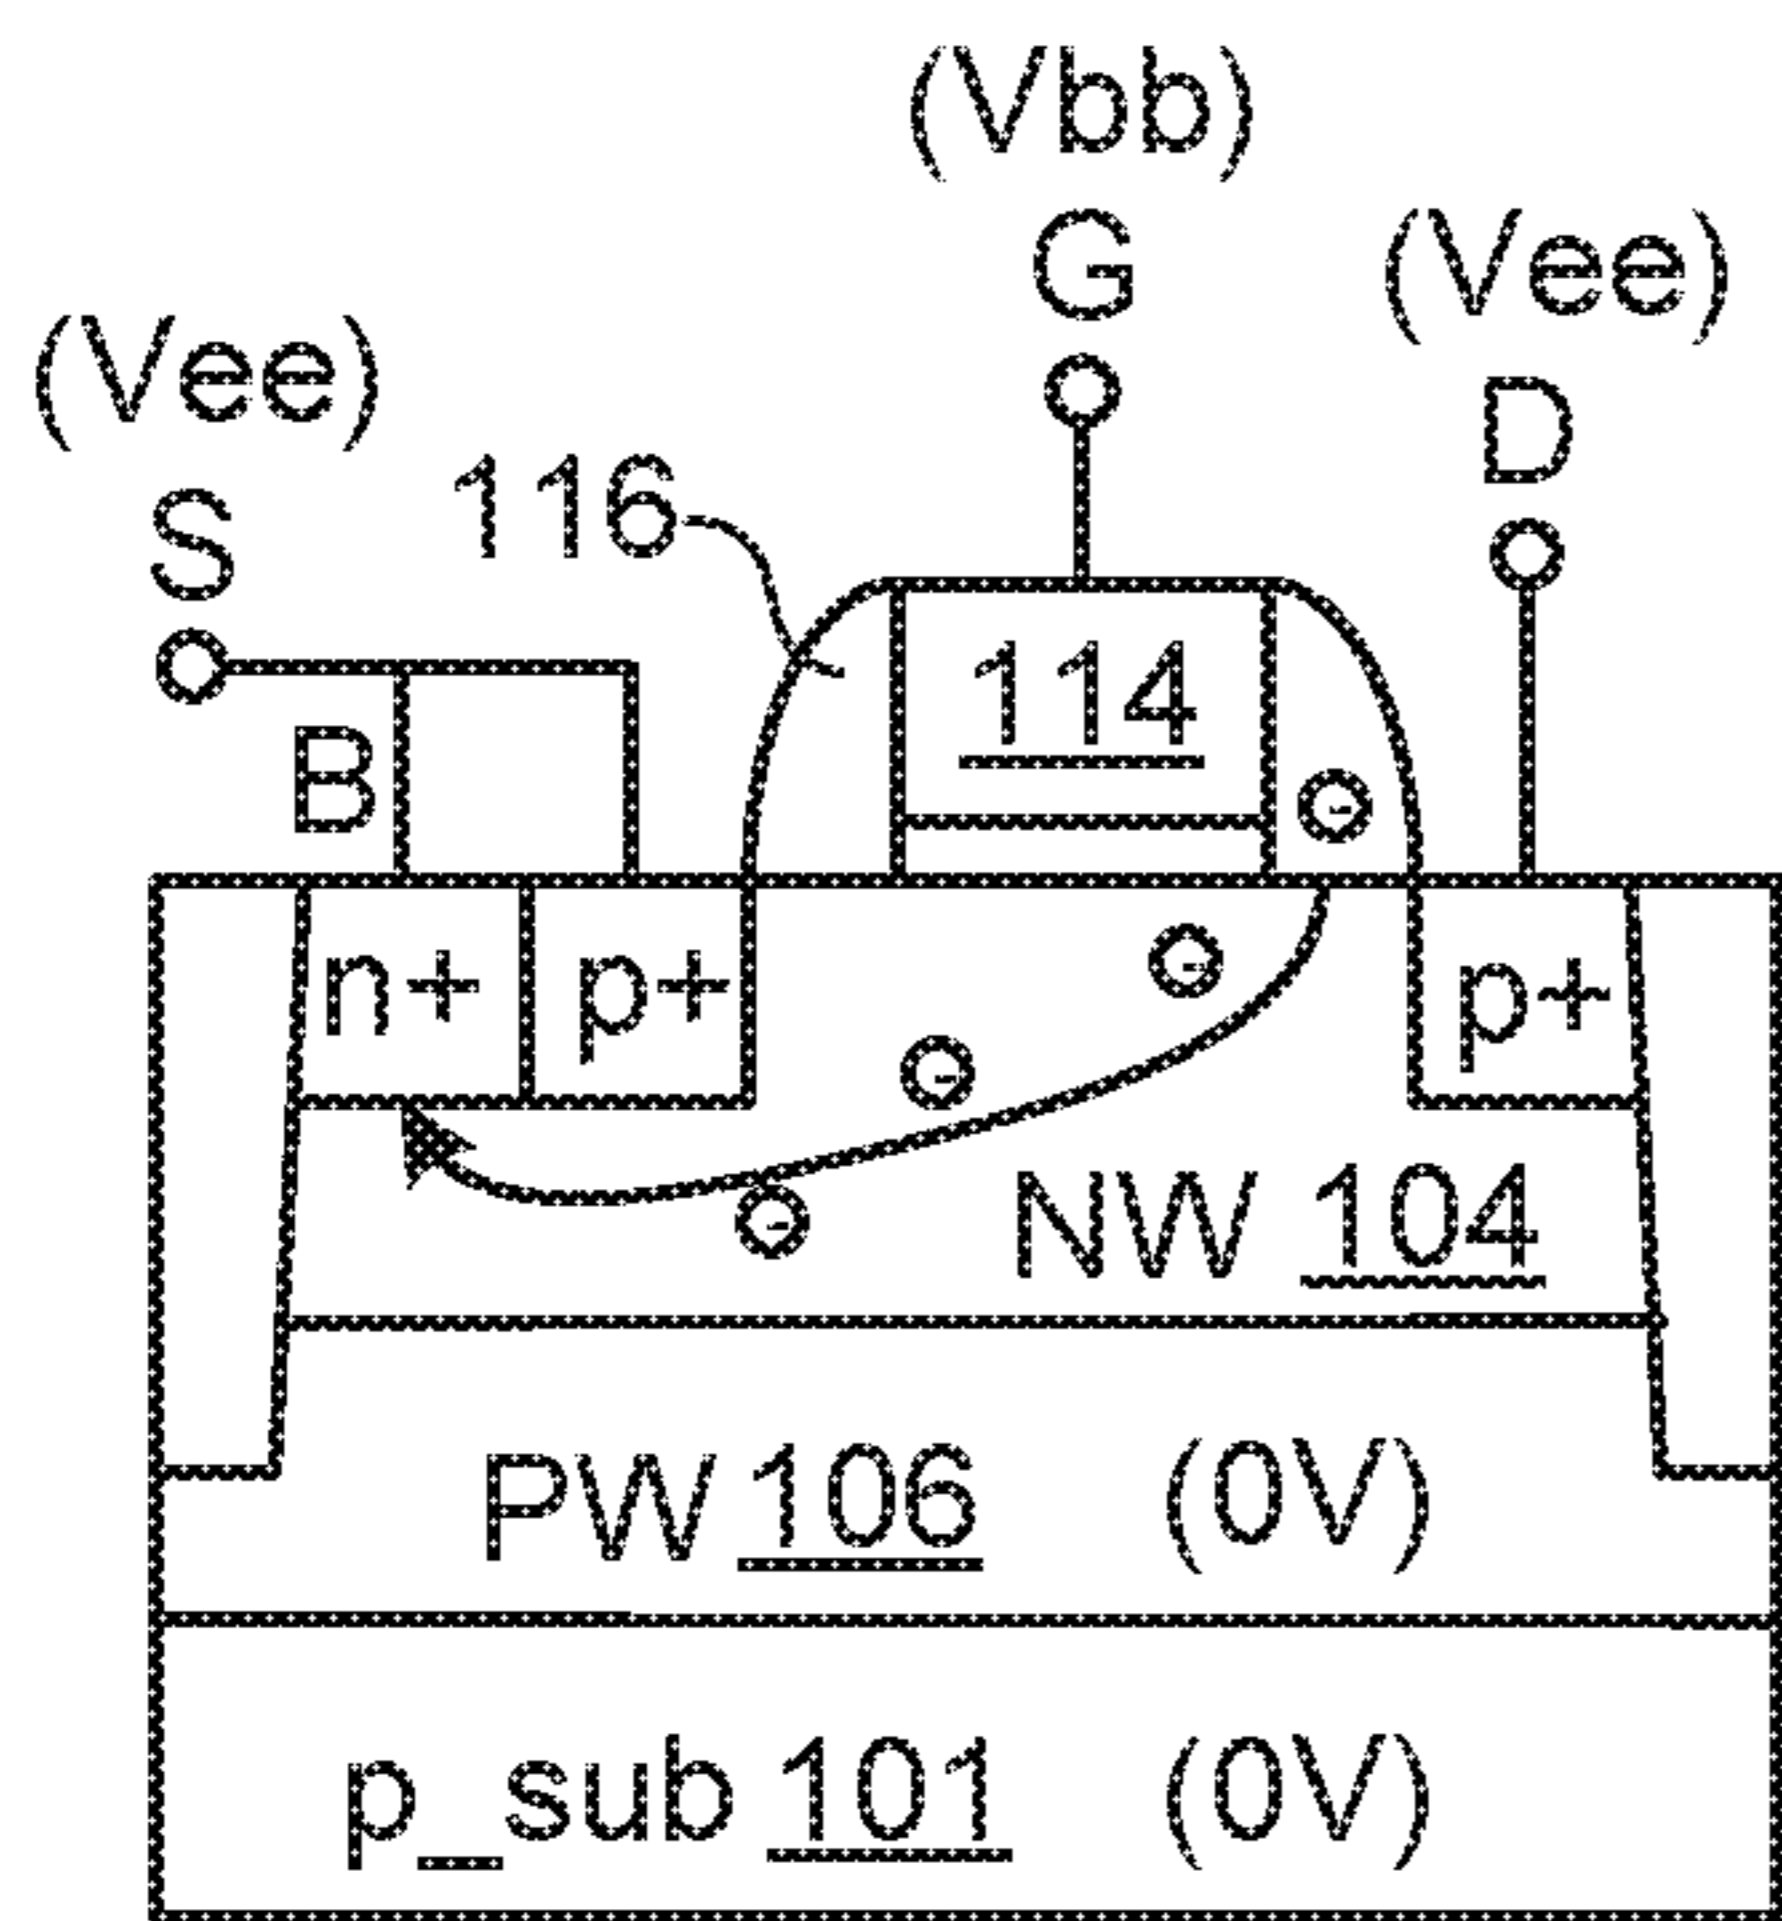 (Vbb)
G
(Vee)
D
(Vee)
S
116
114
B
-
n+ p+ p+
-
-
-
NW 104
PW 106 (0V)
p_sub 101 (0V)